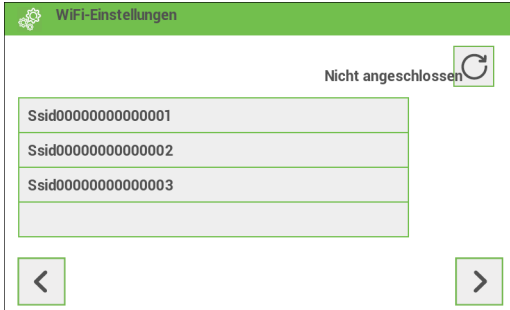 WiFi-Einstellungen
Nicht angeschlossen
Ssid00000000000001
Ssid00000000000002
Ssid00000000000003